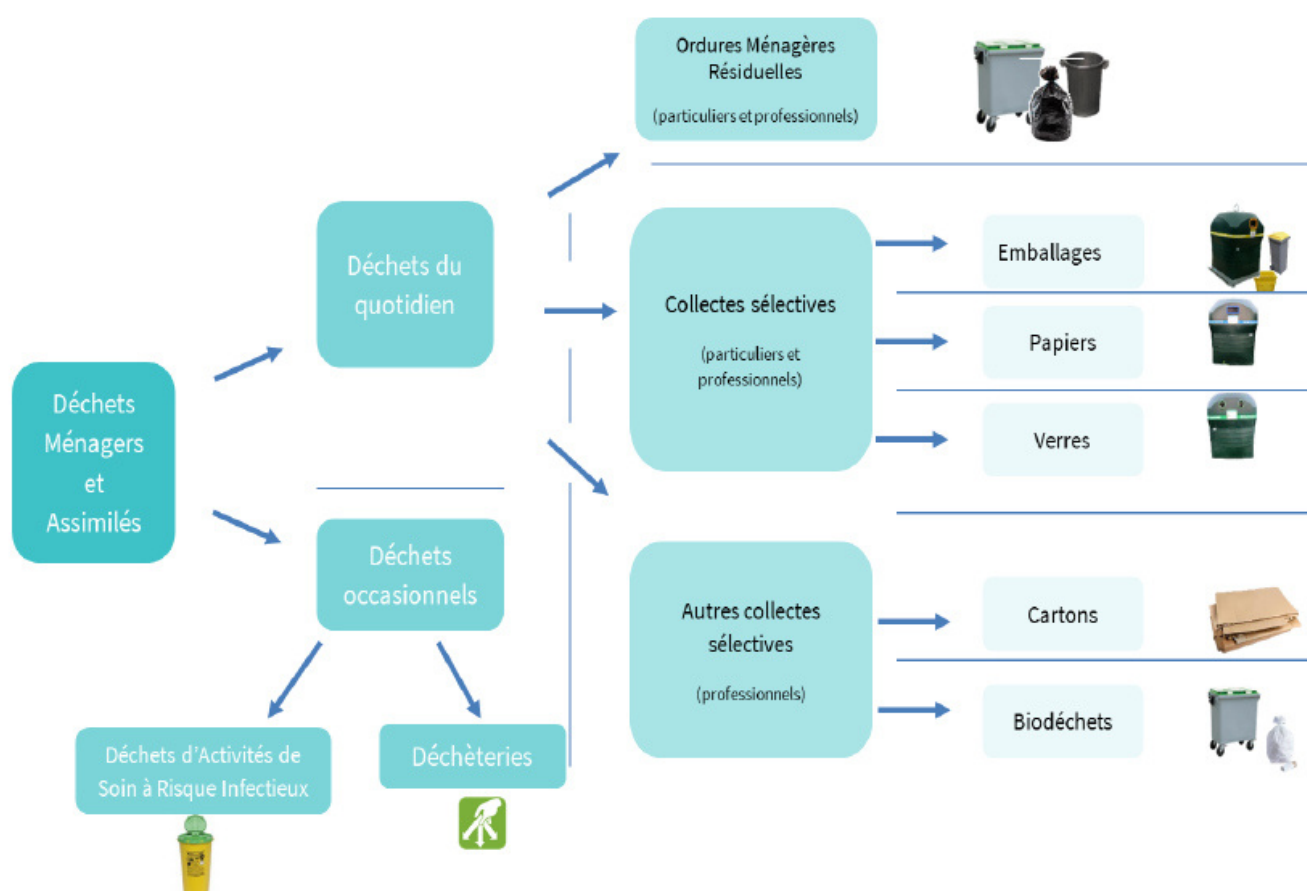 Ordures Ménagères
Résiduelles
(particuliers et professionnels)
Déchets du
quotidien
Collectes sélectives
(particuliers et
professionnels)
Emballages
Papiers
Verres
Déchets
Ménagers
et
Assimilés
Déchets
occasionnels
Autres collectes
sélectives
(professionnels)
Cartons
Biodéchets
Déchets d'Activités de
Soin à Risque Infectieux
Déchèteries